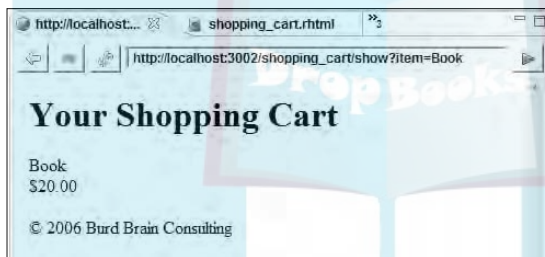 http://localhost:... shopping_cart.rhtml »3
http://localhost:3002/shopping_cart/show?item=Book
DropBooks
Your Shopping Cart
Book
$20.00
© 2006 Burd Brain Consulting